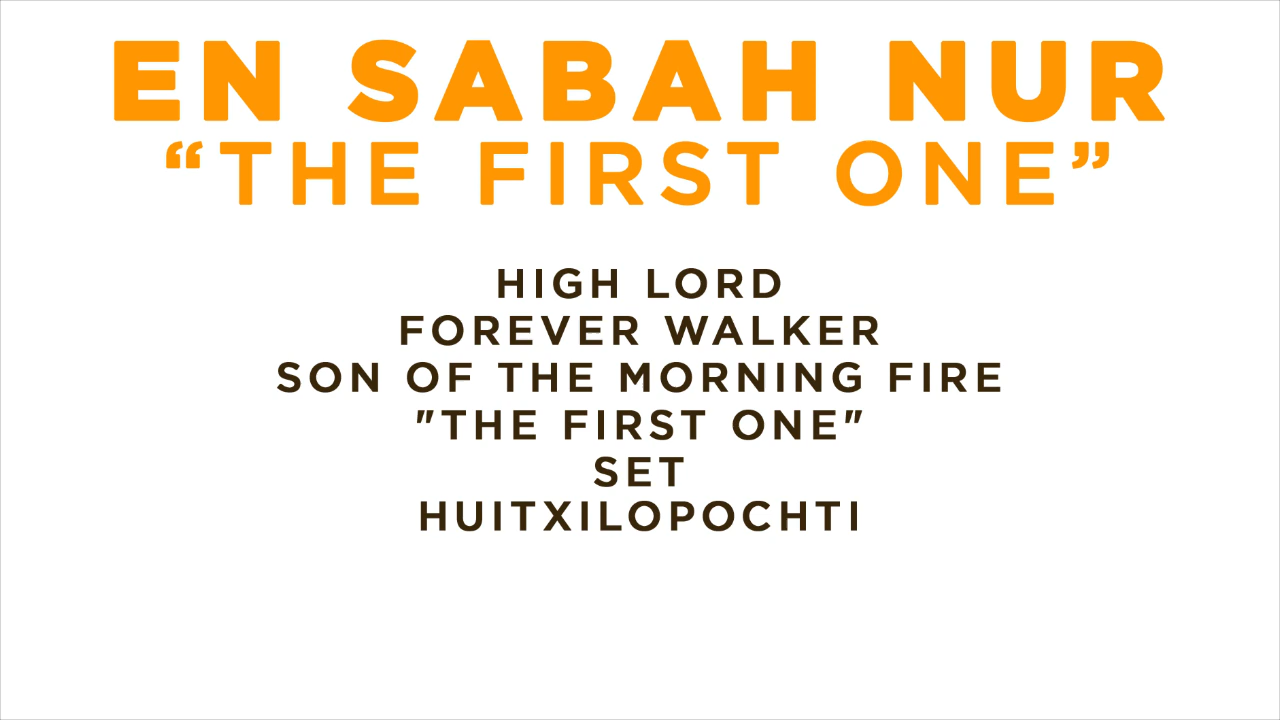 EN SABAH NUR
“THE FIRST ONE”
HIGH LORD
FOREVER WALKER
SON OF THE MORNING FIRE
"THE FIRST ONE"
SET
HUITXILOPOCHTI